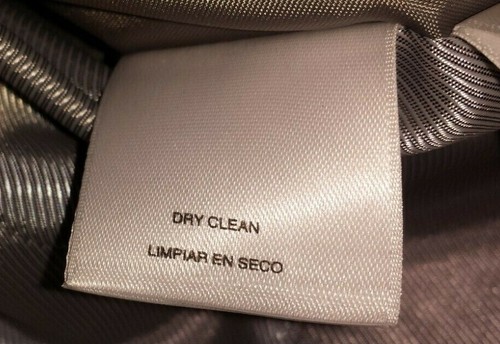 DRY CLEAN
LIMPIAR EN SECO